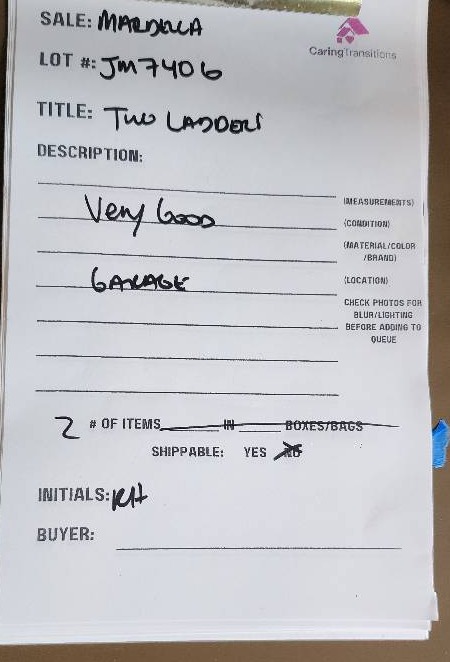 SALE: MARDELLA
CaringTransitions
LOT #: JM7406
TITLE: TWO LADDERS
DESCRIPTION:
(MEASUREMENTS)
Very Good (CONDITION)
(MATERIAL/COLOR
/BRAND)
GARAGE (LOCATION)
CHECK PHOTOS FOR
BLUR/LIGHTING
BEFORE ADDING TO
QUEUE
2 # OF ITEMS IN BOXES/BAGS
SHIPPABLE: YES NO
INITIALS: KH
BUYER: